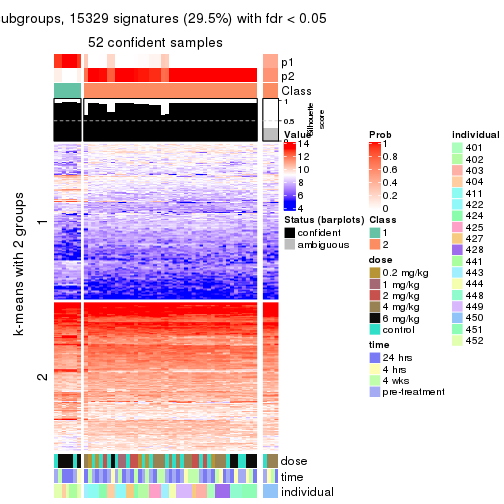 ubgroups, 15329 signatures (29.5%) with fdr < 0.05
52 confident samples
p1
p2
Class
1
0.5
0
Silhouette
score
k-means with 2 groups
1
2
dose
time
individual
Value
14
12
10
8
6
4
Status (barplots)
confident
ambiguous
Prob
1
0.8
0.6
0.4
0.2
0
Class
1
2
dose
0.2 mg/kg
1 mg/kg
2 mg/kg
4 mg/kg
6 mg/kg
control
time
24 hrs
4 hrs
4 wks
pre-treatment
individual
401
402
403
404
411
422
424
425
427
428
441
443
444
448
449
450
451
452